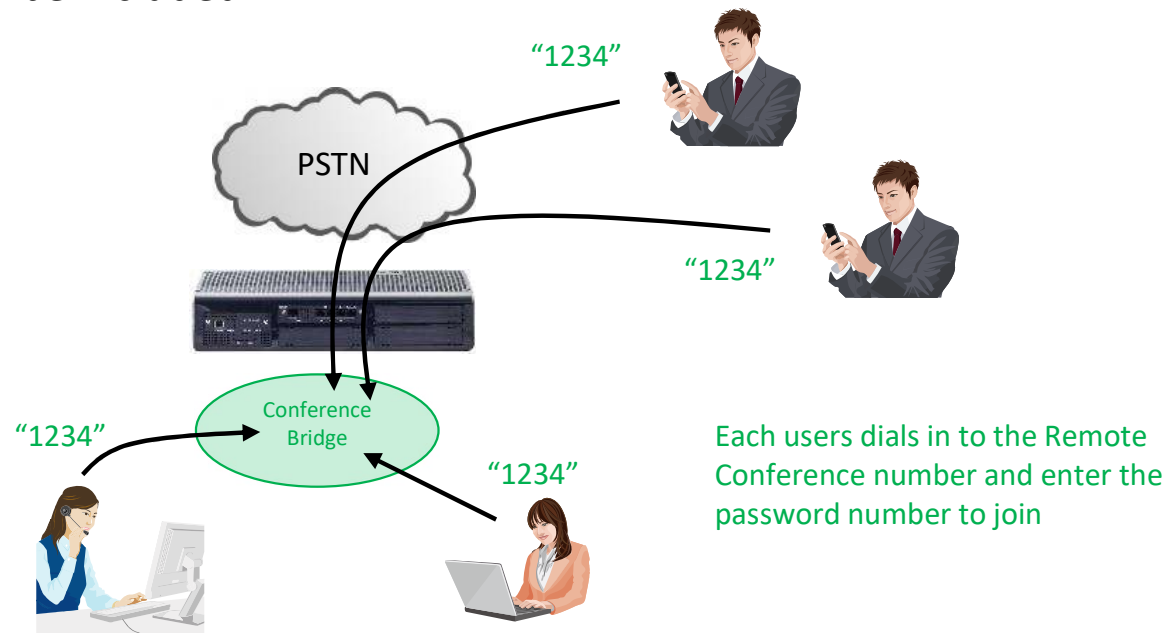 “1234”
PSTN
“1234”
Conference
Bridge
“1234”
“1234”
Each users dials in to the Remote
Conference number and enter the
password number to join